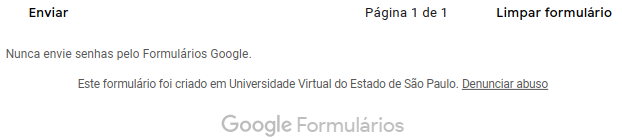 Enviar Página 1 de 1 Limpar formulário
Nunca envie senhas pelo Formulários Google.
Este formulário foi criado em Universidade Virtual do Estado de São Paulo. Denunciar abuso
Google Formulários